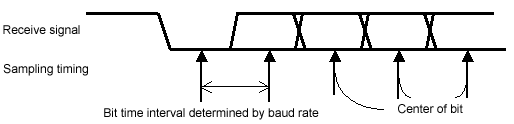 Receive signal
Sampling timing
Bit time interval determined by baud rate
Center of bit